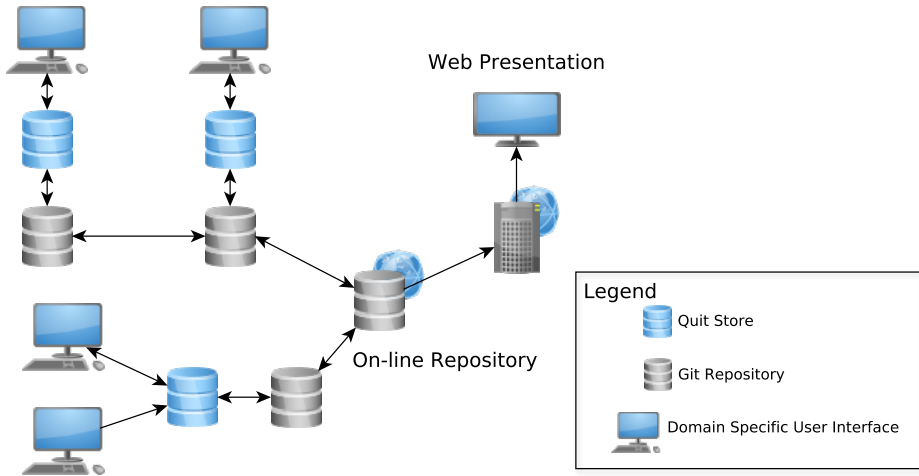 Web Presentation
On-line Repository
Legend
Quit Store
Git Repository
Domain Specific User Interface